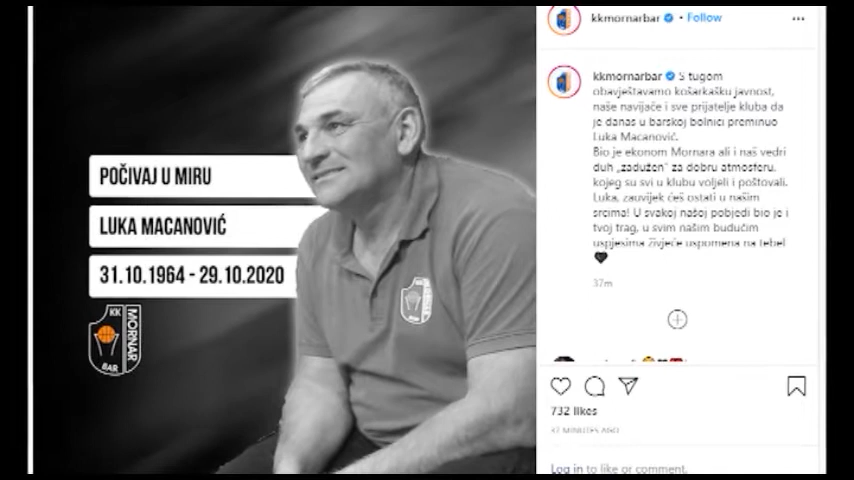 POČIVAJ U MIRU
LUKA MACANOVIĆ
31.10.1964 - 29.10.2020
KK
MORNAR
BAR
kkmornarbar • Follow
kkmornarbar S tugom
obavještavamo košarkašku javnost,
naše navijače i sve prijatelje kluba da
je danas u barskoj bolnici preminuo
Luka Macanović.
Bio je ekonom Mornara ali i naš vedri
duh „zadužen" za dobru atmosferu,
kojeg su svi u klubu voljeli i poštovali.
Luka, zauvijek ćeš ostati u našim
srcima! U svakoj našoj pobjedi bio je i
tvoj trag, u svim našim budućim
uspjesima živjeće uspomena na tebe!
🖤
37m
732 likes
37 MINUTES AGO
Log in to like or comment.